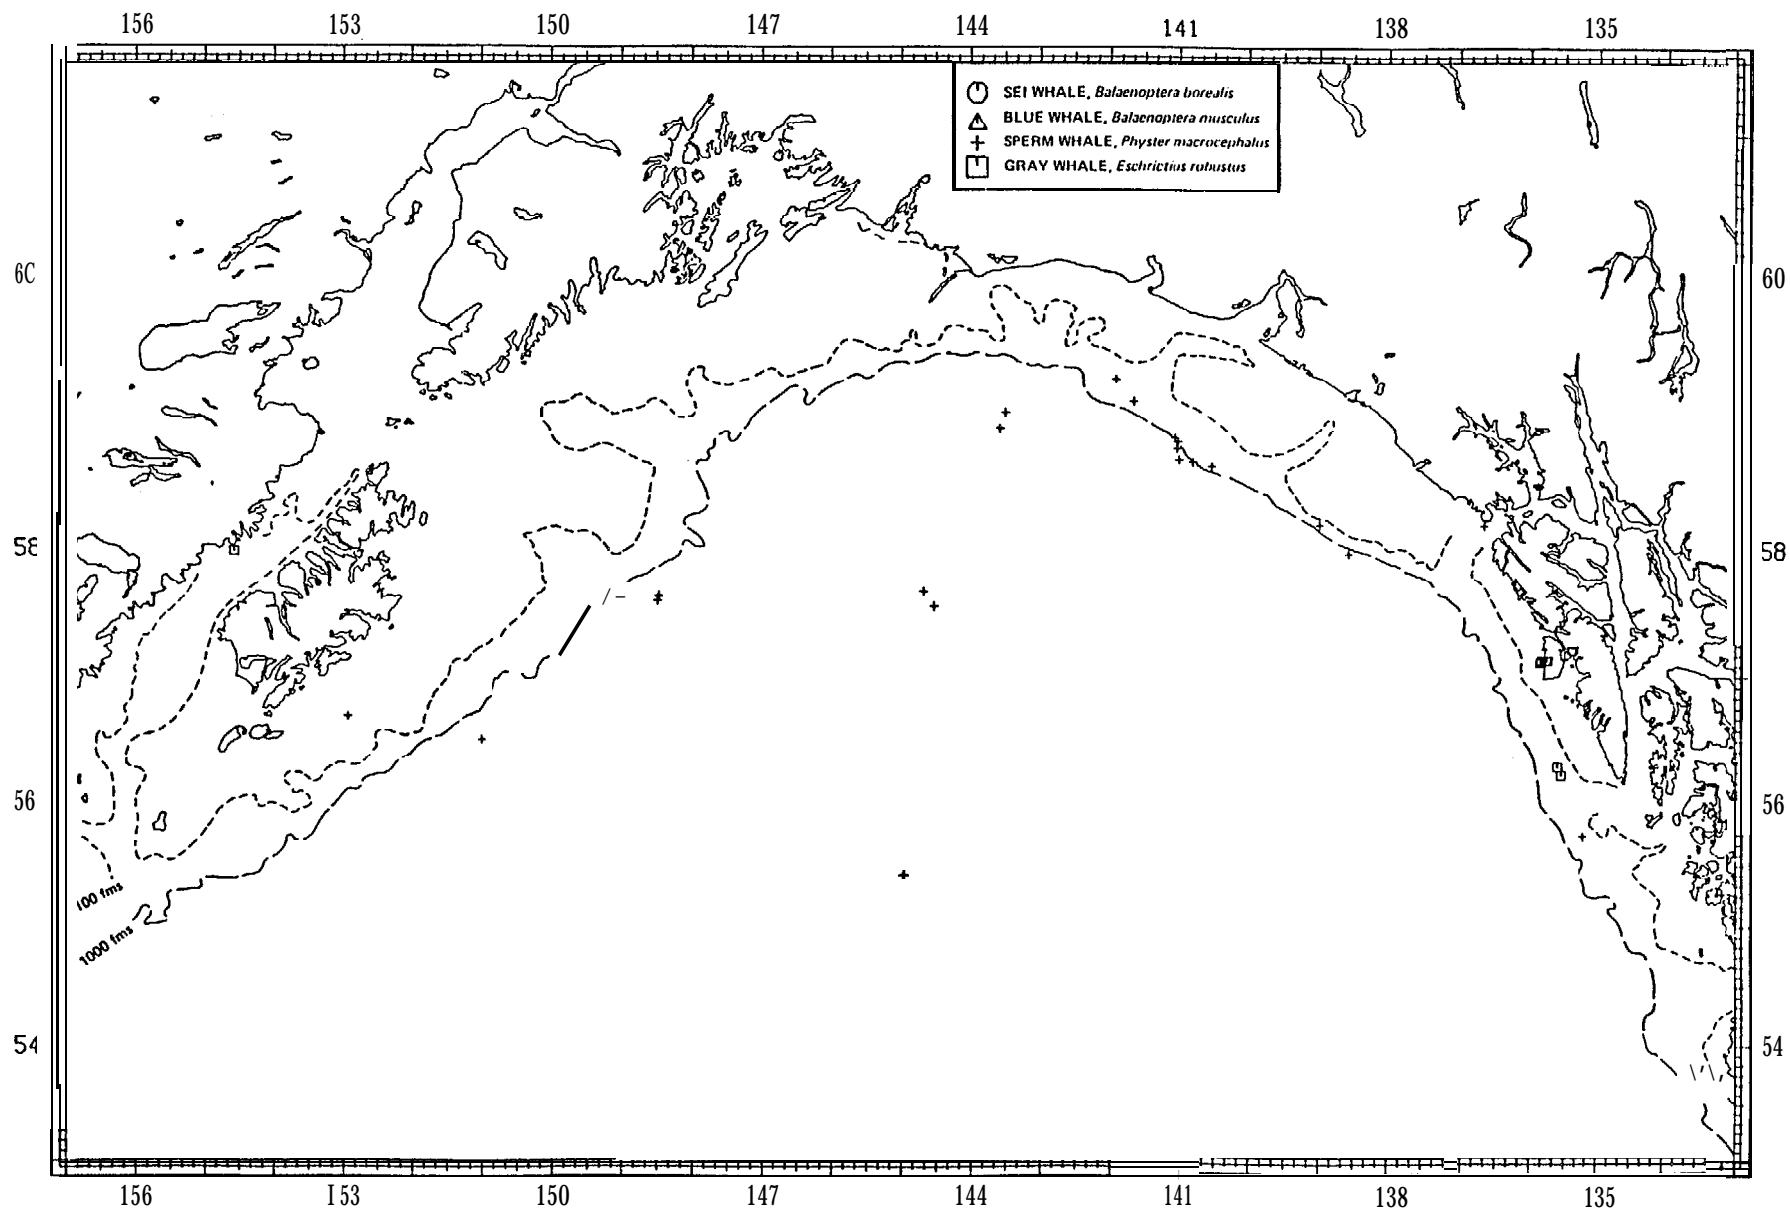 156 153 150 147 144 141 138 135
SEI WHALE, Balaenoptera borealis
BLUE WHALE, Balaenoptera musculus
SPERM WHALE, Physter macrocephalus
GRAY WHALE, Eschrictius robustus
6C 60
58 58
56 56
100 fms
1000 fms
54 54
156 153 150 147 144 141 138 135